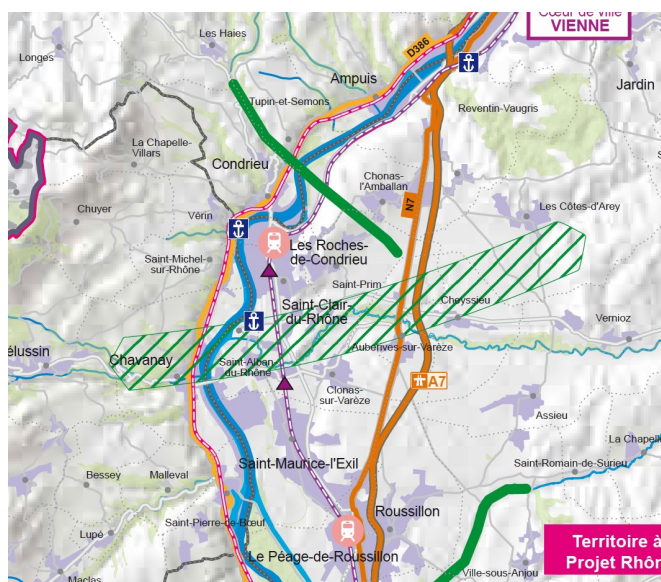 Cœur de ville
VIENNE
Les Haies
Longes
D386
Ampuis
Jardin
Tupin-et-Semons
Reventin-Vaugris
La Chapelle-
Villars
Condrieu
Chonas-
l'Amballan
N7
Chuyer
Vérin
Les Côtes-d'Arey
Les Roches-
de-Condrieu
Saint-Michel-
sur-Rhône
Saint-Prim
Saint-Clair-
du-Rhône
Cheyssieu
Vernioz
élussin
Chavanay
Saint-Alban-
du-Rhône
Auberives-sur-Varèze
A7
Clonas-
sur-Varèze
Assieu
La Chapelle
Saint-Maurice-l'Exil
Saint-Romain-de-Surieu
Bessey
Malleval
Saint-Pierre-de-Bœuf
Roussillon
Lupé
Territoire à
Projet Rhôn
Le Péage-de-Roussillon
Ville-sous-Anjou
Maclas